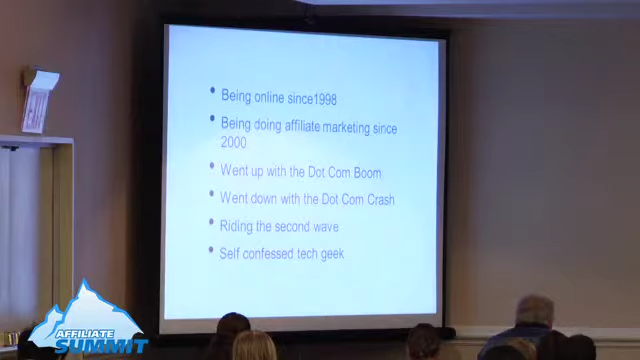 EXIT
• Being online since1998
• Being doing affiliate marketing since
2000
• Went up with the Dot Com Boom
• Went down with the Dot Com Crash
• Riding the second wave
• Self confessed tech geek
AFFILIATE
SUMMIT